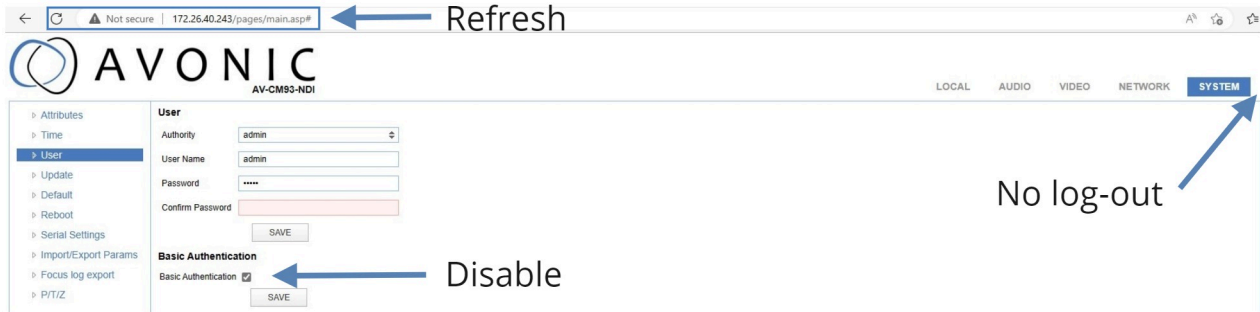 Not secure | 172.26.40.243/pages/main.asp#
Refresh
AVONIC
AV-CM93-NDI
LOCAL AUDIO VIDEO NETWORK SYSTEM
Attributes
Time
User
Update
Default
Reboot
Serial Settings
Import/Export Params
Focus log export
P/T/Z
User
Authority admin
User Name admin
Password •••••
Confirm Password
SAVE
Basic Authentication
Basic Authentication
SAVE
No log-out
Disable